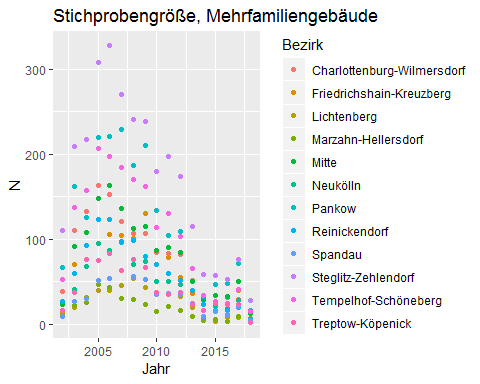 Stichprobengröße, Mehrfamiliengebäude
N
300
200
100
0
2005
2010
2015
Jahr
Bezirk
Charlottenburg-Wilmersdorf
Friedrichshain-Kreuzberg
Lichtenberg
Marzahn-Hellersdorf
Mitte
Neukölln
Pankow
Reinickendorf
Spandau
Steglitz-Zehlendorf
Tempelhof-Schöneberg
Treptow-Köpenick